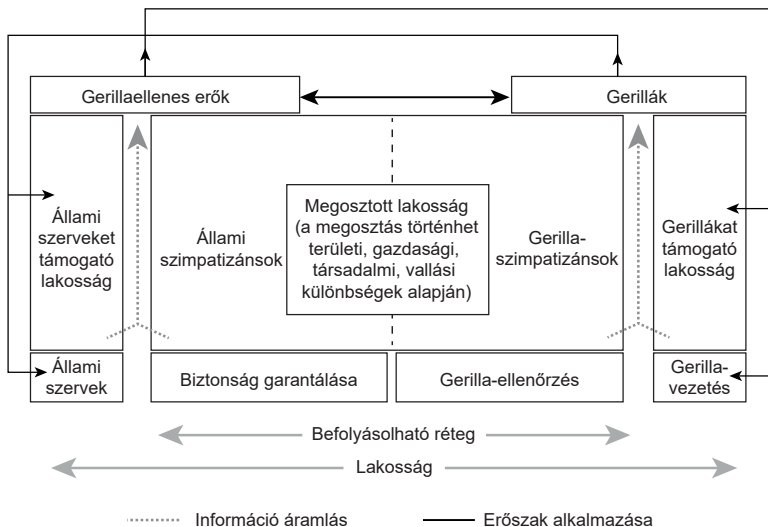 Gerillaellenes erők
Gerillák
Állami
szerveket
támogató
lakosság
Állami
szimpatizánsok
Megosztott lakosság
(a megosztás történhet
területi, gazdasági,
társadalmi, vallási
különbségek alapján)
Gerilla-
szimpatizánsok
Gerillákat
támogató
lakosság
Állami
szervek
Biztonság garantálása
Gerilla-ellenőrzés
Gerilla-
vezetés
Befolyásolható réteg
Lakosság
Információ áramlás
Erőszak alkalmazása